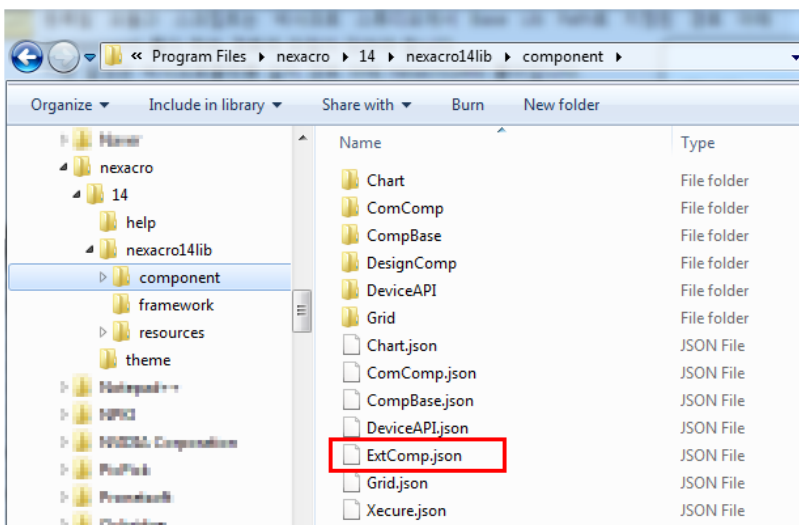 « Program Files ▸ nexacro ▸ 14 ▸ nexacro14lib ▸ component ▸
Organize ▼ Include in library ▼ Share with ▼ Burn New folder
nexacro
14
help
nexacro14lib
component
framework
resources
theme
Name Type
Chart File folder
ComComp File folder
CompBase File folder
DesignComp File folder
DeviceAPI File folder
Grid File folder
Chart.json JSON File
ComComp.json JSON File
CompBase.json JSON File
DeviceAPI.json JSON File
ExtComp.json JSON File
Grid.json JSON File
Xecure.json JSON File